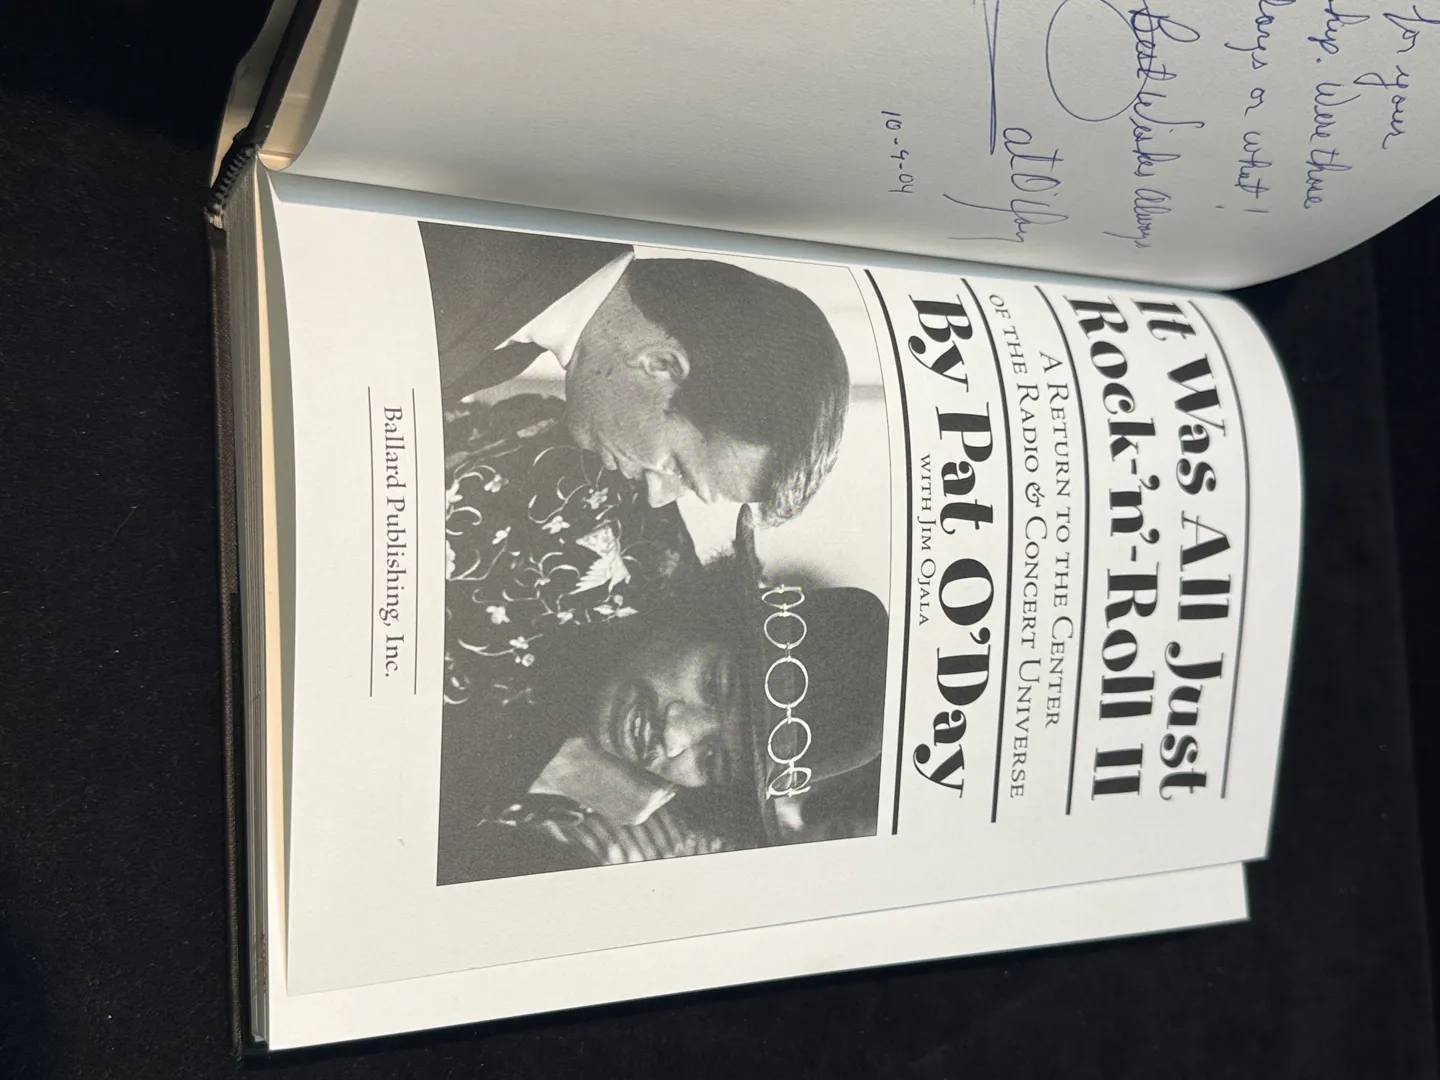 for your
ship. Were those
days or what!
Best Wishes Always
Pat O'Day
10-9-04
It Was All Just
Rock-'n'-Roll II
A Return to the Center
of the Radio & Concert Universe
By Pat O'Day
with Jim Ojala
Ballard Publishing, Inc.